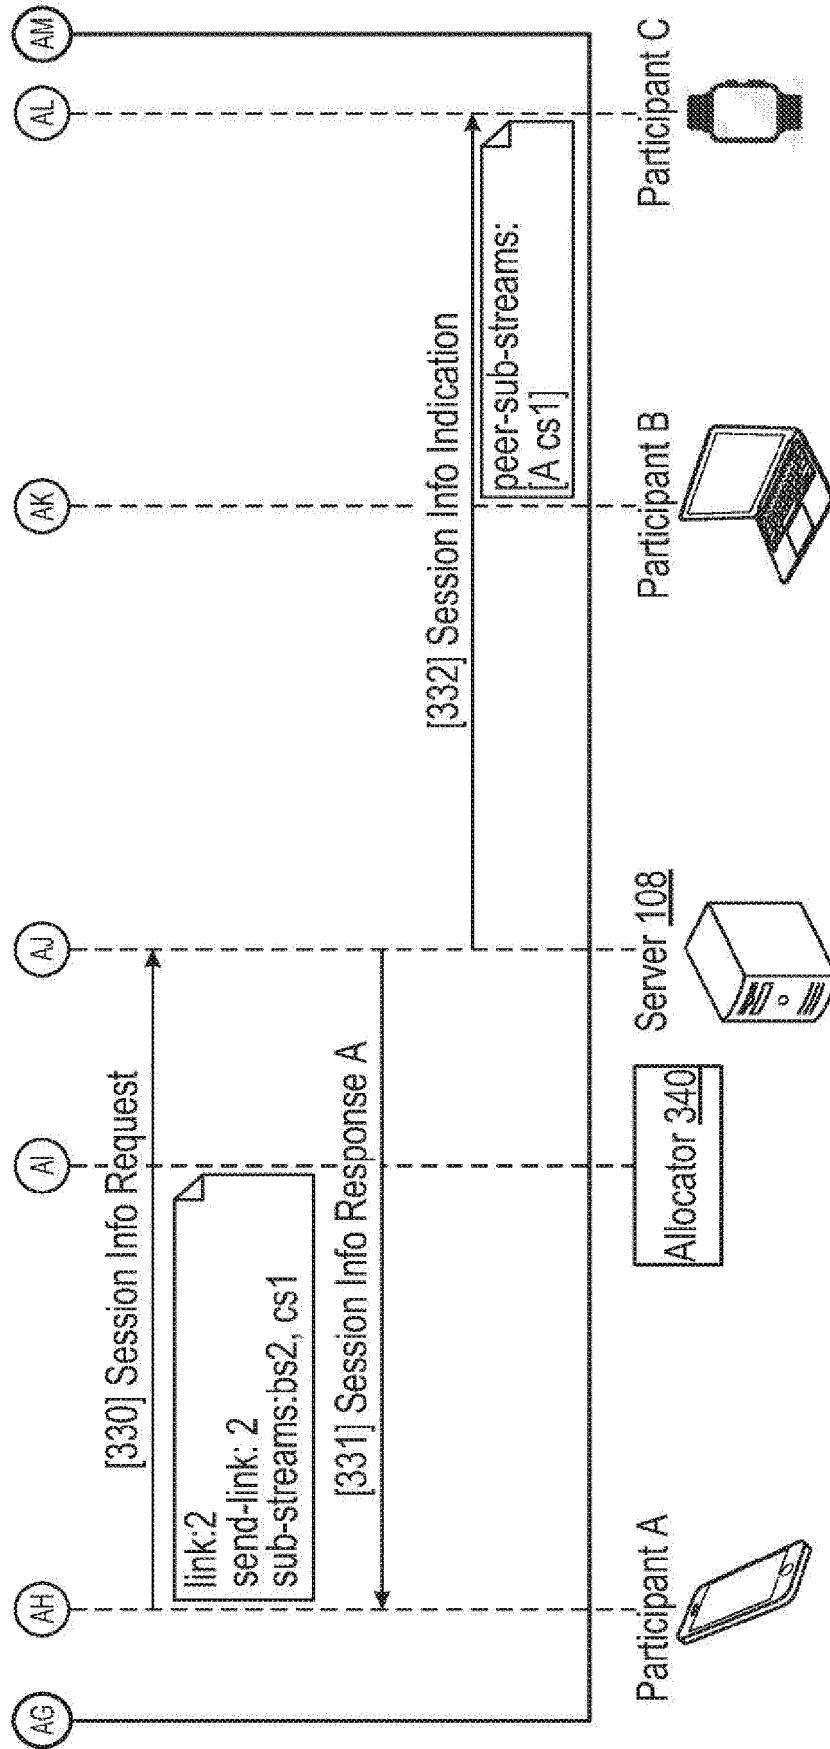 AG
AH
AI
AJ
AK
AL
AM
[330] Session Info Request
link:2
send-link: 2
sub-streams:bs2, cs1
[331] Session Info Response A
[332] Session Info Indication
peer-sub-streams:
[A cs1]
Participant A
Allocator 340
Server 108
Participant B
Participant C